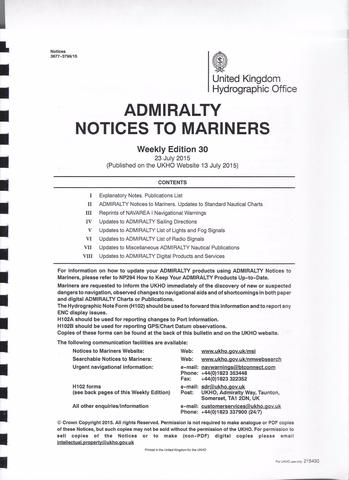 Notices
3677--3798/15
United Kingdom
Hydrographic Office
ADMIRALTY
NOTICES TO MARINERS
Weekly Edition 30
23 July 2015
(Published on the UKHO Website 13 July 2015)
CONTENTS
I Explanatory Notes. Publications List
II ADMIRALTY Notices to Mariners. Updates to Standard Nautical Charts
III Reprints of NAVAREA I Navigational Warnings
IV Updates to ADMIRALTY Sailing Directions
V Updates to ADMIRALTY List of Lights and Fog Signals
VI Updates to ADMIRALTY List of Radio Signals
VII Updates to Miscellaneous ADMIRALTY Nautical Publications
VIII Updates to ADMIRALTY Digital Products and Services
For information on how to update your ADMIRALTY products using ADMIRALTY Notices to
Mariners, please refer to NP294 How to Keep Your ADMIRALTY Products Up--to--Date.
Mariners are requested to inform the UKHO immediately of the discovery of new or suspected
dangers to navigation, observed changes to navigational aids and of shortcomings in both paper
and digital ADMIRALTY Charts or Publications.
The Hydrographic Note Form (H102) should be used to forward this information and to report any
ENC display issues.
H102A should be used for reporting changes to Port Information.
H102B should be used for reporting GPS/Chart Datum observations.
Copies of these forms can be found at the back of this bulletin and on the UKHO website.
The following communication facilities are available:
Notices to Mariners Website: Web: www.ukho.gov.uk/msi
Searchable Notices to Mariners: Web: www.ukho.gov.uk/nmwebsearch
Urgent navigational information: e--mail: navwarnings@btconnect.com
Phone: +44(0)1823 353448
Fax: +44(0)1823 322352
H102 forms e--mail: sdr@ukho.gov.uk
(see back pages of this Weekly Edition) Post: UKHO, Admiralty Way, Taunton,
Somerset, TA1 2DN, UK
All other enquiries/information e--mail: customerservices@ukho.gov.uk
Phone: +44(0)1823 337900 (24/7)
© Crown Copyright 2015. All rights Reserved. Permission is not required to make analogue or PDF copies
of these Notices, but such copies may not be sold without the permission of the UKHO. For permission to
sell copies of the Notices or to make (non--PDF) digital copies please email
intellectual.property@ukho.gov.uk
Printed in the United Kingdom for the UKHO
For UKHO use only 215430